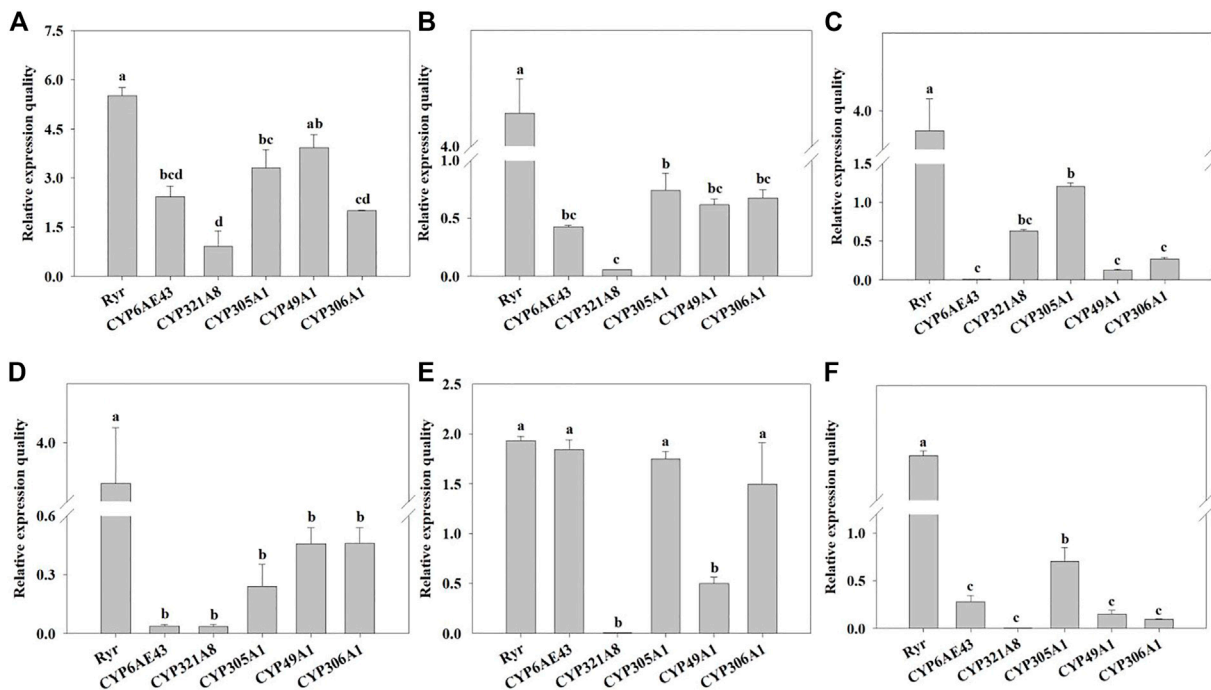 A
Relative expression quality
7.5
6.0
4.5
3.0
1.5
0.0
a
bcd
d
bc
ab
cd
Ryr
CYP6AE43
CYP321A8
CYP305A1
CYP49A1
CYP306A1
B
Relative expression quality
4.0
1.0
0.5
0.0
a
bc
c
b
bc
bc
Ryr
CYP6AE43
CYP321A8
CYP305A1
CYP49A1
CYP306A1
C
Relative expression quality
4.0
1.5
1.0
0.5
0.0
a
c
bc
b
c
c
Ryr
CYP6AE43
CYP321A8
CYP305A1
CYP49A1
CYP306A1
D
Relative expression quality
4.0
0.6
0.3
0.0
a
b
b
b
b
b
Ryr
CYP6AE43
CYP321A8
CYP305A1
CYP49A1
CYP306A1
E
Relative expression quality
2.5
2.0
1.5
1.0
0.5
0.0
a
a
b
a
b
a
Ryr
CYP6AE43
CYP321A8
CYP305A1
CYP49A1
CYP306A1
F
Relative expression quality
1.0
0.5
0.0
a
c
c
b
c
c
Ryr
CYP6AE43
CYP321A8
CYP305A1
CYP49A1
CYP306A1